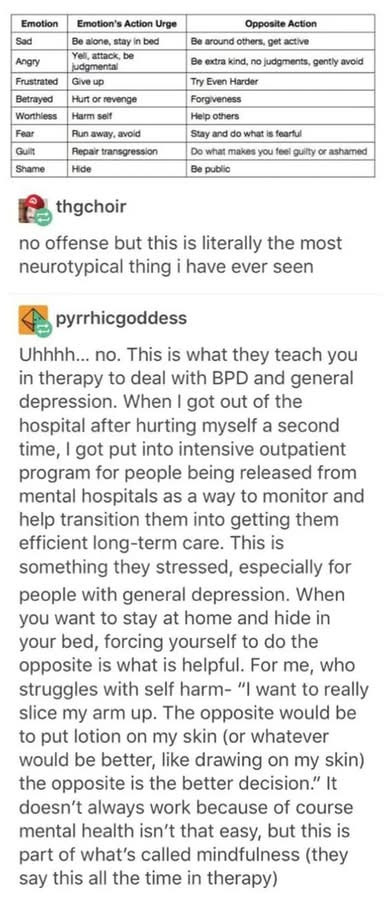 Emotion Emotion's Action Urge Opposite Action
Sad Be alone, stay in bed Be around others, get active
Angry Yell, attack, be judgmental Be extra kind, no judgments, gently avoid
Frustrated Give up Try Even Harder
Betrayed Hurt or revenge Forgiveness
Worthless Harm self Help others
Fear Run away, avoid Stay and do what is fearful
Guilt Repair transgression Do what makes you feel guilty or ashamed
Shame Hide Be public
thgchoir
no offense but this is literally the most
neurotypical thing i have ever seen
pyrrhicgoddess
Uhhhh... no. This is what they teach you
in therapy to deal with BPD and general
depression. When I got out of the
hospital after hurting myself a second
time, I got put into intensive outpatient
program for people being released from
mental hospitals as a way to monitor and
help transition them into getting them
efficient long-term care. This is
something they stressed, especially for
people with general depression. When
you want to stay at home and hide in
your bed, forcing yourself to do the
opposite is what is helpful. For me, who
struggles with self harm- “I want to really
slice my arm up. The opposite would be
to put lotion on my skin (or whatever
would be better, like drawing on my skin)
the opposite is the better decision.” It
doesn’t always work because of course
mental health isn’t that easy, but this is
part of what’s called mindfulness (they
say this all the time in therapy)